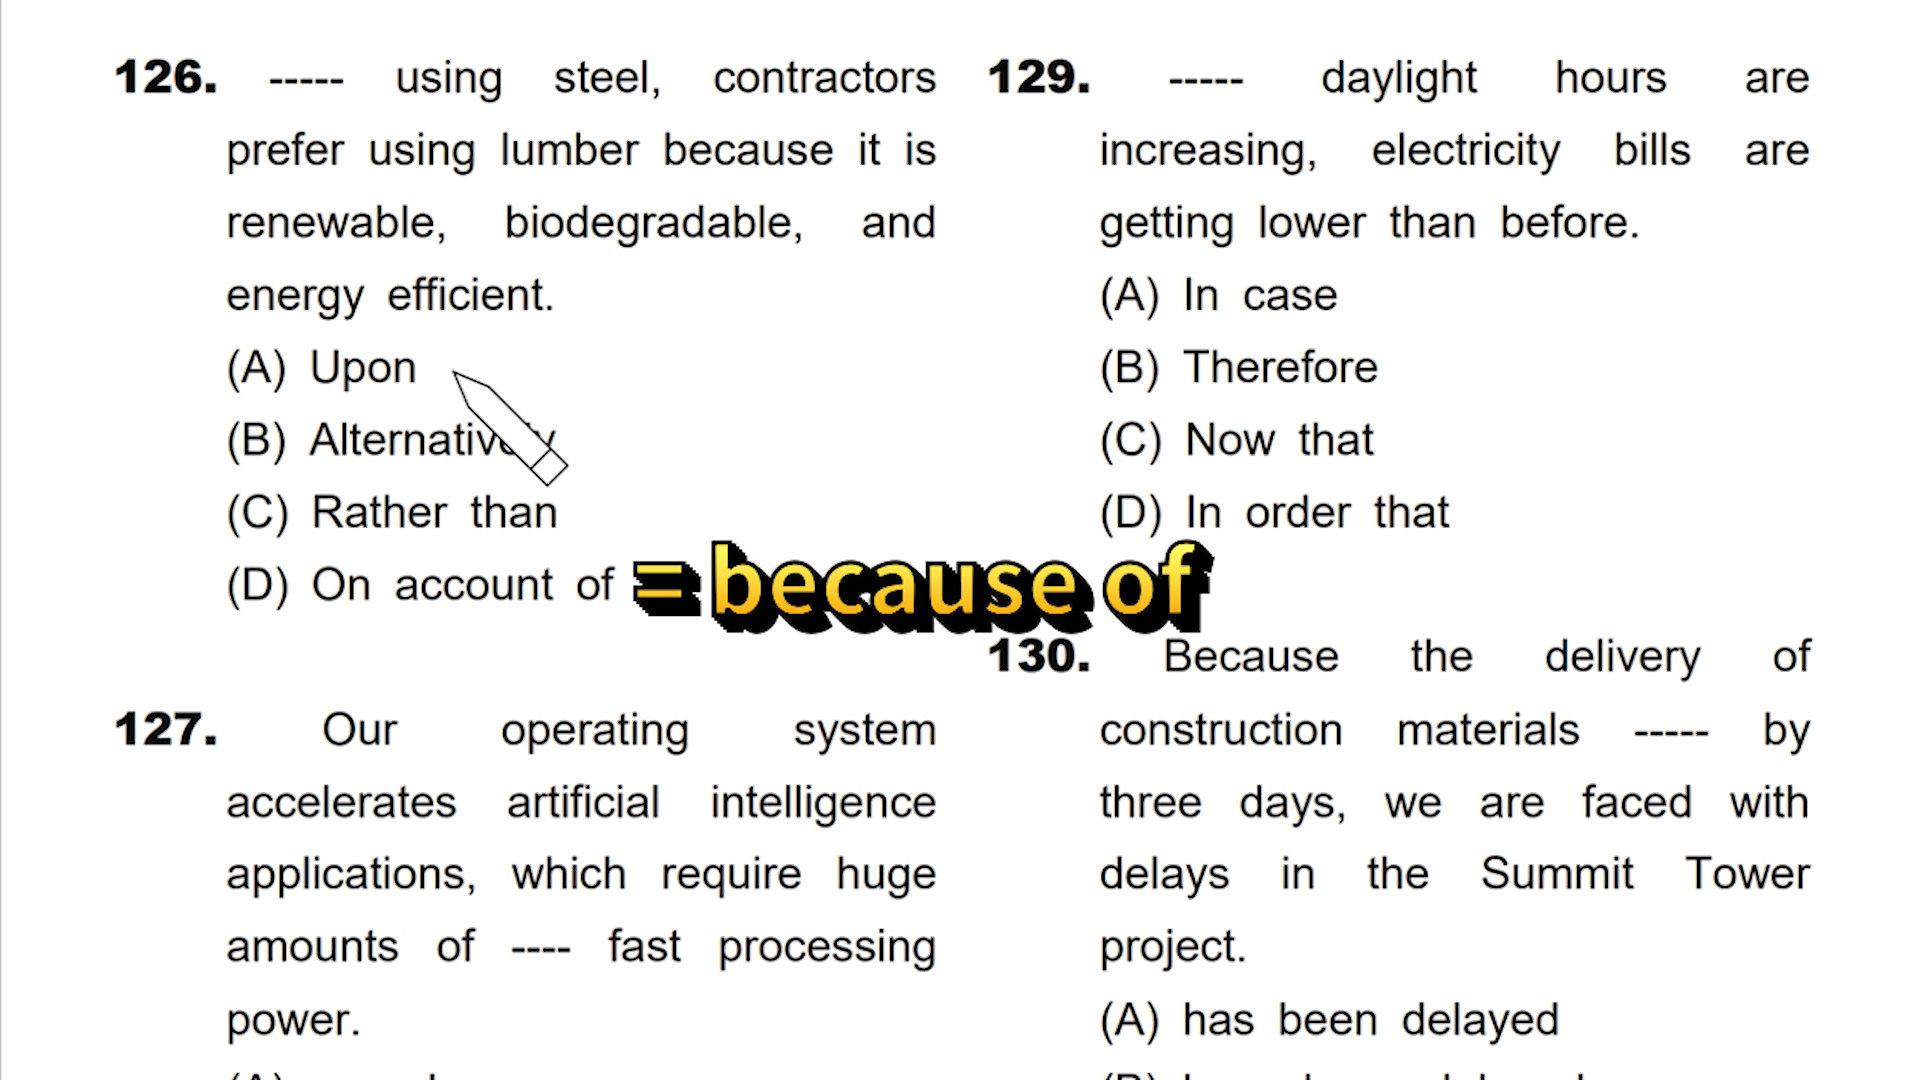 126. ----- using steel, contractors
prefer using lumber because it is
renewable, biodegradable, and
energy efficient.
(A) Upon
(B) Alternatively
(C) Rather than
(D) On account of = because of
127. Our operating system
accelerates artificial intelligence
applications, which require huge
amounts of ---- fast processing
power.
129. ----- daylight hours are
increasing, electricity bills are
getting lower than before.
(A) In case
(B) Therefore
(C) Now that
(D) In order that
130. Because the delivery of
construction materials ----- by
three days, we are faced with
delays in the Summit Tower
project.
(A) has been delayed